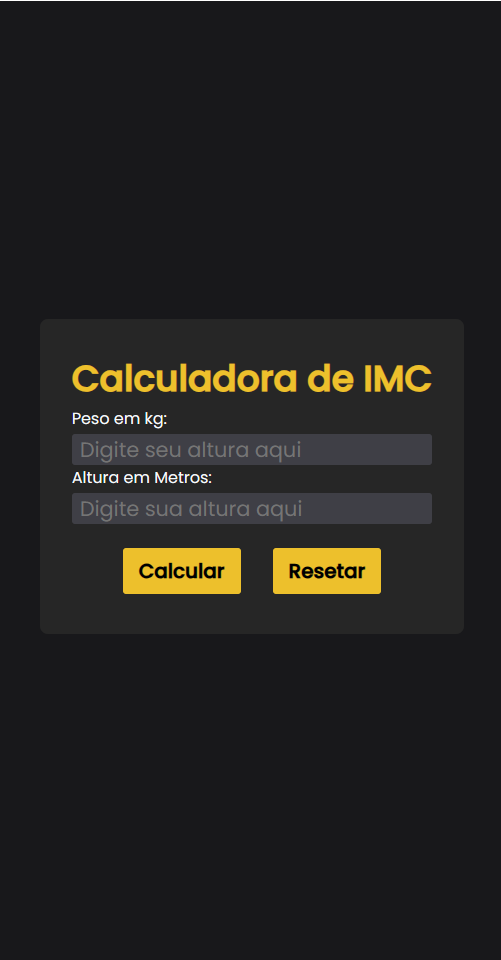 Calculadora de IMC
Peso em kg:
Digite seu altura aqui
Altura em Metros:
Digite sua altura aqui
Calcular
Resetar